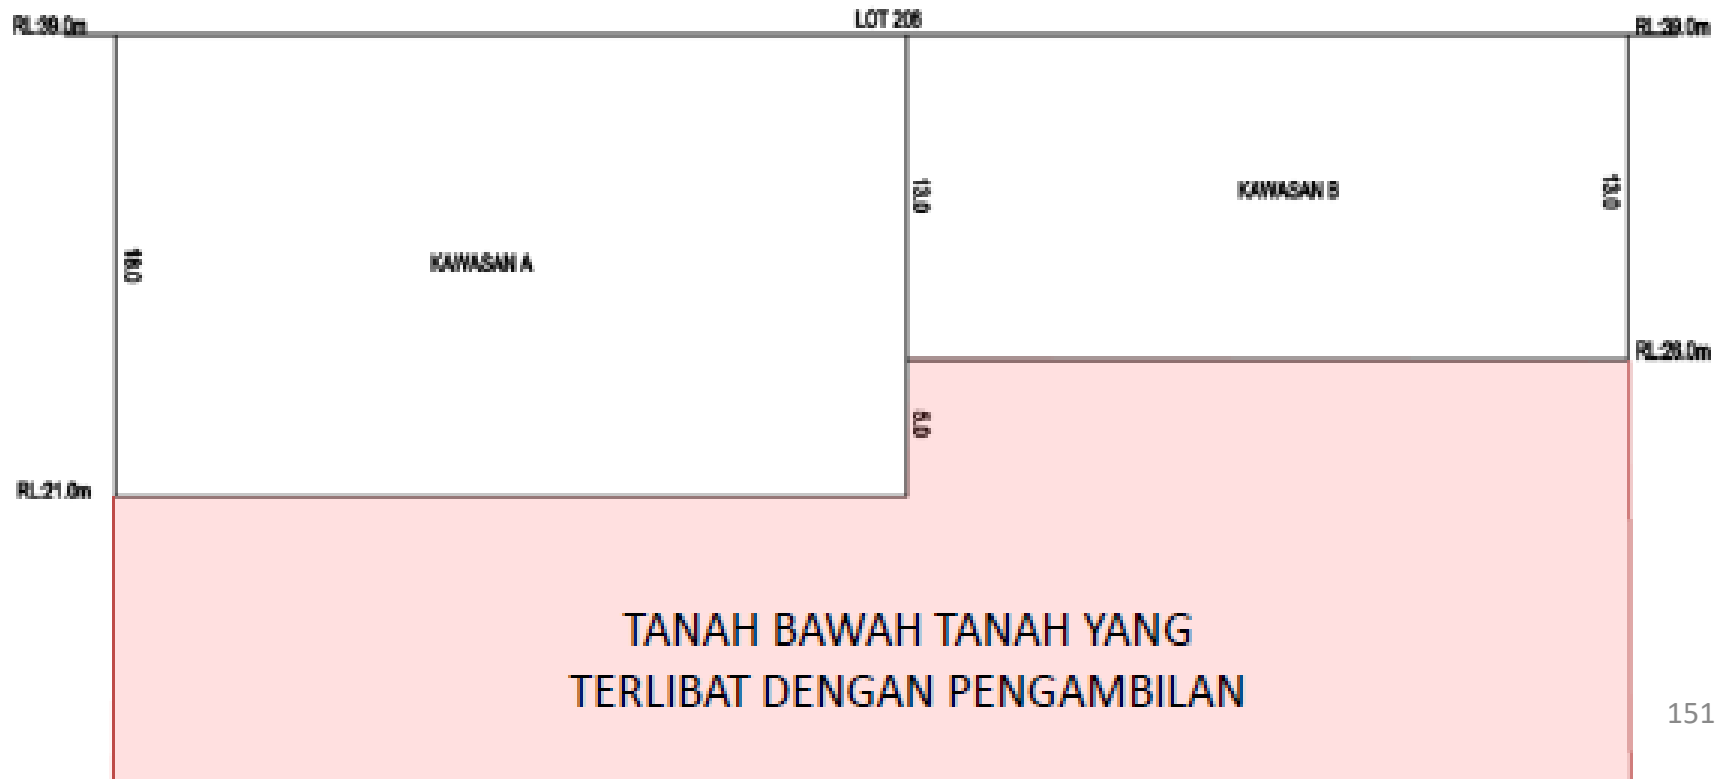 RL:39.0m
LOT
RL:39.0m
13.0
KAWASAN B
13.0
18.0
KAWASAN A
RL:26.0m
5.0
RL:21.0m
TANAH BAWAH TANAH YANG
TERLIBAT DENGAN PENGAMBILAN
151